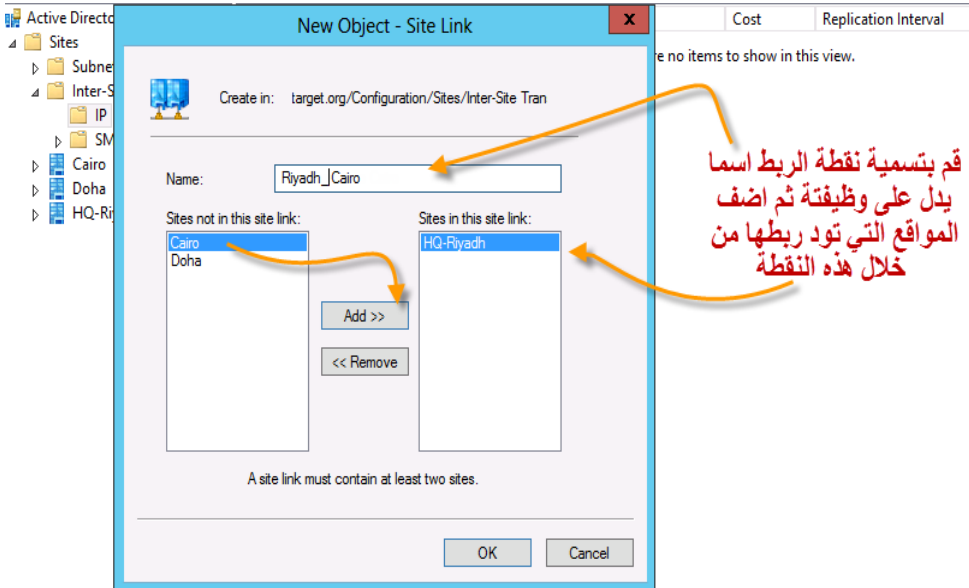 Active Directo
Sites
Subne
Inter-S
IP
SM
Cairo
Doha
HQ-Ri
New Object - Site Link
x
Create in: target.org/Configuration/Sites/Inter-Site Tran
Name: Riyadh_Cairo
Sites not in this site link:
Cairo
Doha
Add >>
<< Remove
Sites in this site link:
HQ-Riyadh
A site link must contain at least two sites.
OK Cancel
Cost Replication Interval
re no items to show in this view.
قم بتسمية نقطة الربط اسما
يدل على وظيفتة ثم اضف
المواقع التي تود ربطها من
خلال هذه النقطة